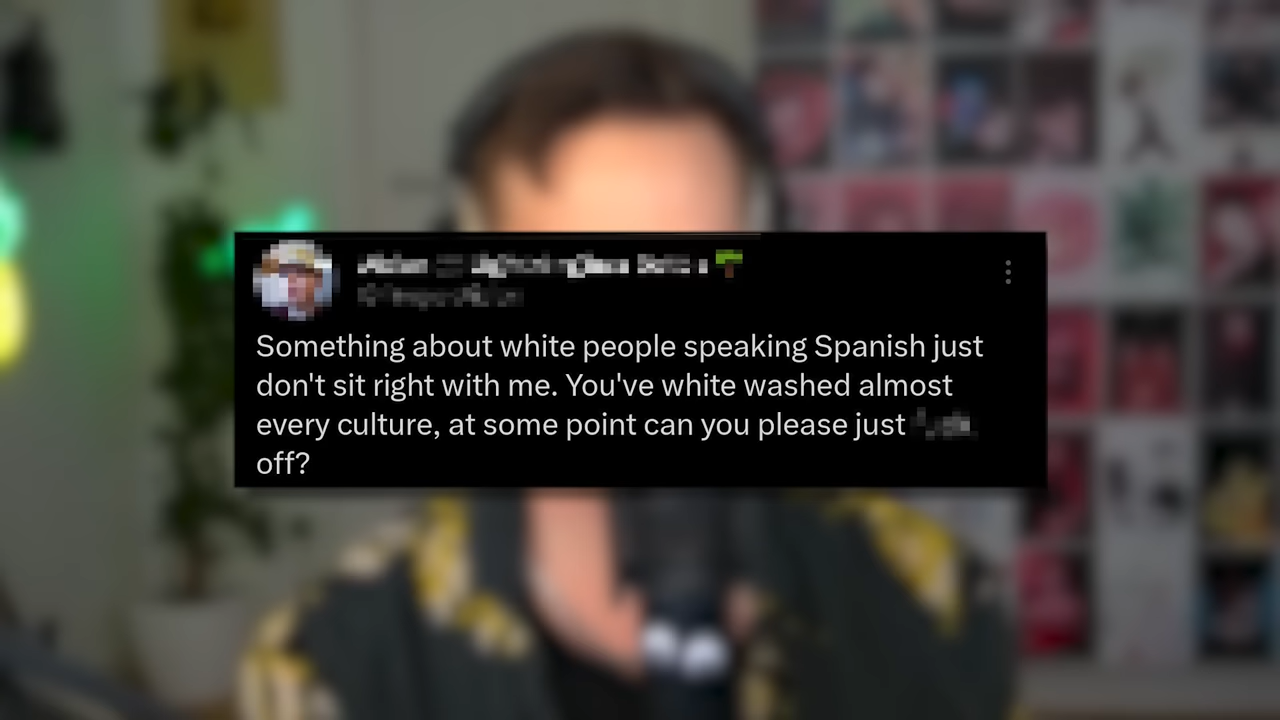 Something about white people speaking Spanish just
don't sit right with me. You've white washed almost
every culture, at some point can you please just
off?